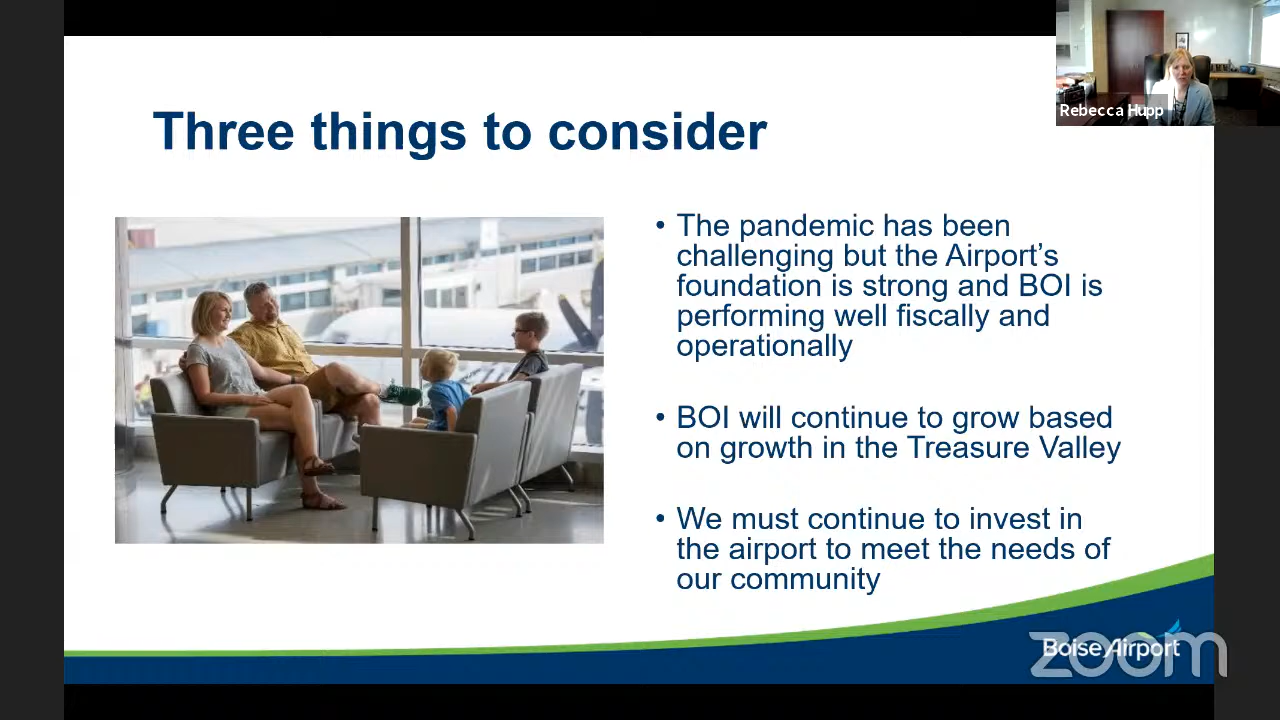 Rebecca Hupp
Three things to consider
• The pandemic has been
challenging but the Airport’s
foundation is strong and BOI is
performing well fiscally and
operationally
• BOI will continue to grow based
on growth in the Treasure Valley
• We must continue to invest in
the airport to meet the needs of
our community
Boise Airport
zoom